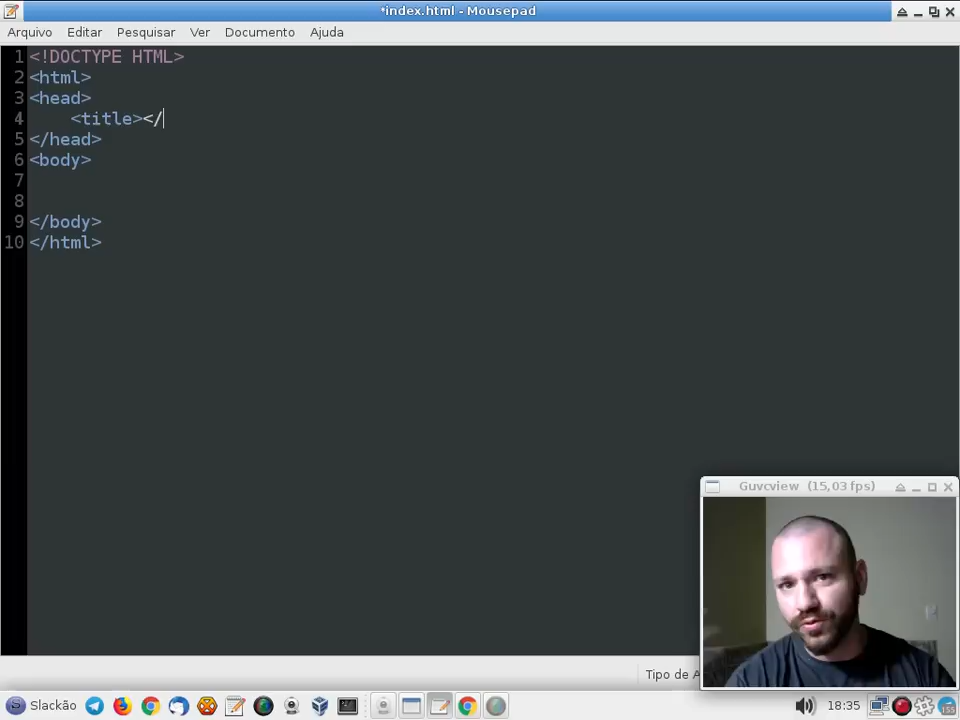 *index.html - Mousepad
Arquivo Editar Pesquisar Ver Documento Ajuda
1 <!DOCTYPE HTML>
2 <html>
3 <head>
4 <title></
5 </head>
6 <body>
7
8
9 </body>
10 </html>
Guvcview (15,03 fps)
Tipo de A
Slackão
18:35
155